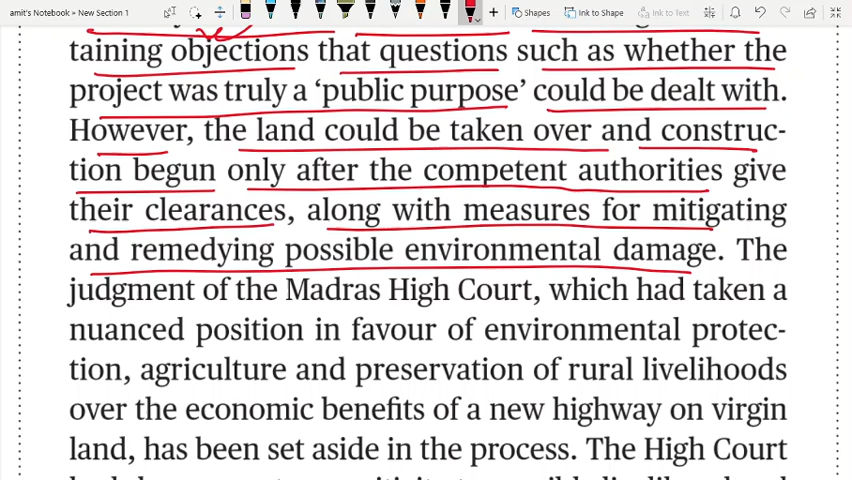 amit's Notebook » New Section 1
Shapes
Ink to Shape
Ink to Text
taining objections that questions such as whether the
project was truly a ‘public purpose’ could be dealt with.
However, the land could be taken over and construc-
tion begun only after the competent authorities give
their clearances, along with measures for mitigating
and remedying possible environmental damage. The
judgment of the Madras High Court, which had taken a
nuanced position in favour of environmental protec-
tion, agriculture and preservation of rural livelihoods
over the economic benefits of a new highway on virgin
land, has been set aside in the process. The High Court